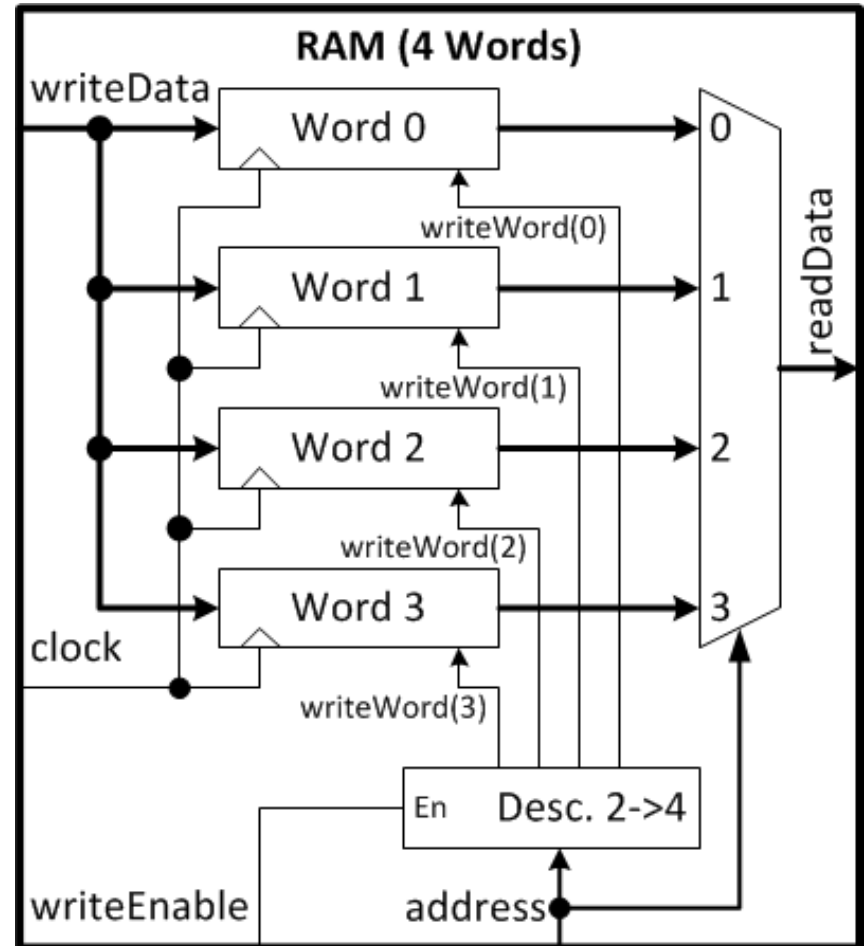 RAM (4 Words)
writeData
Word 0
0
writeWord(0)
readData
Word 1
1
writeWord(1)
Word 2
2
writeWord(2)
Word 3
3
clock
writeWord(3)
En
Desc. 2->4
writeEnable
address